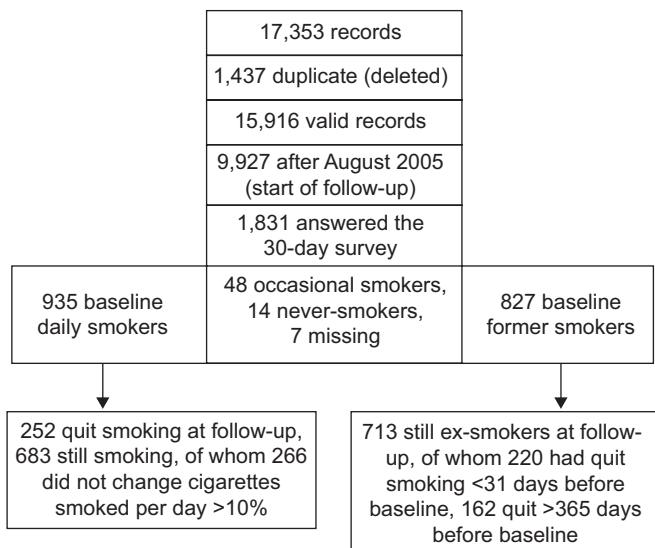 17,353 records
1,437 duplicate (deleted)
15,916 valid records
9,927 after August 2005
(start of follow-up)
1,831 answered the
30-day survey
935 baseline
daily smokers
48 occasional smokers,
14 never-smokers,
7 missing
827 baseline
former smokers
252 quit smoking at follow-up,
683 still smoking, of whom 266
did not change cigarettes
smoked per day >10%
713 still ex-smokers at follow-
up, of whom 220 had quit
smoking <31 days before
baseline, 162 quit >365 days
before baseline